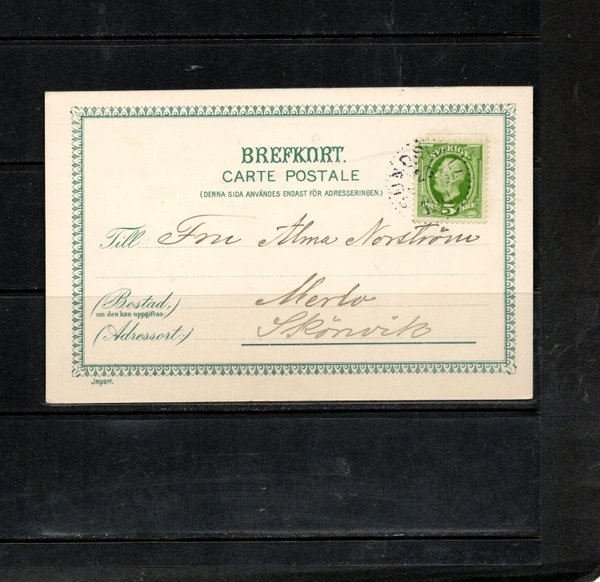 BREFKORT.
CARTE POSTALE
(DENNA SIDA ANVÄNDES ENDAST FÖR ADRESSERINGEN.)
SVERIGE
5
Till Fru Alma Norström
(Bostad,) Merlo
om den kan uppgifvas
(Adressort:) Skönvik
Import.